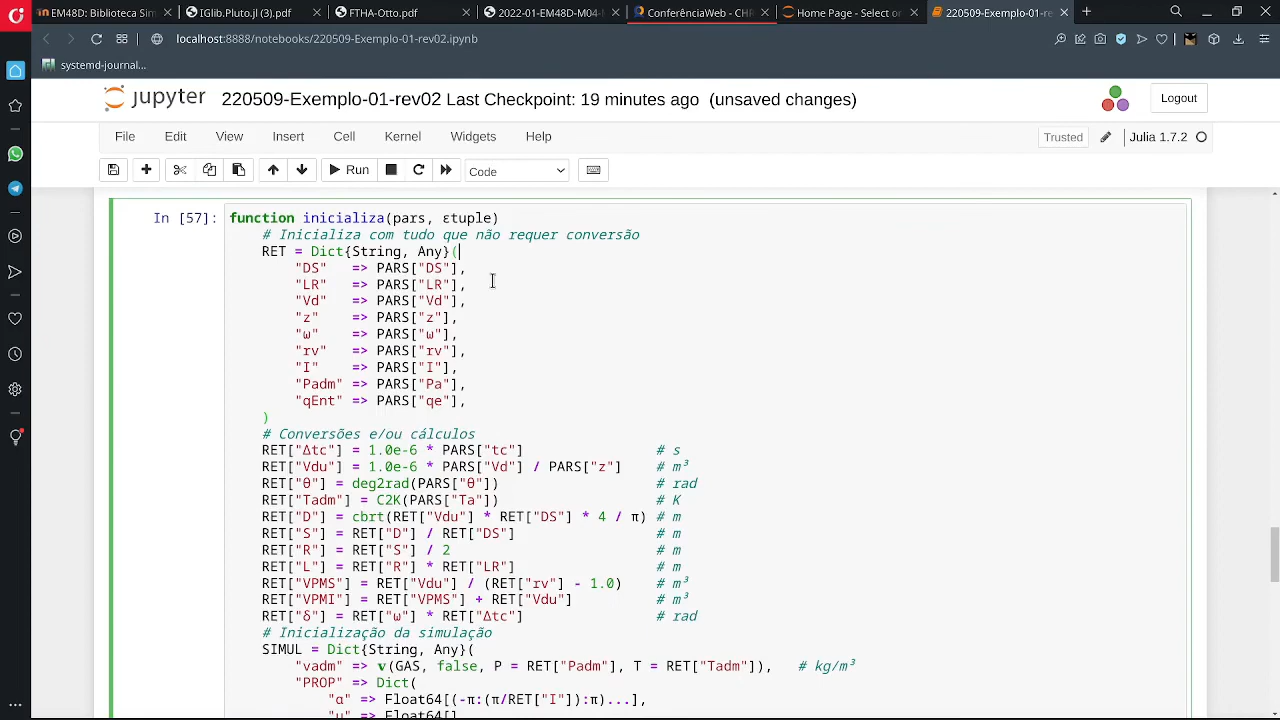 EM48D: Biblioteca Sim
IGlib.Pluto.jl (3).pdf
FTHA-Otto.pdf
2022-01-EM48D-M04-
ConferênciaWeb - CHR
Home Page - Select or
220509-Exemplo-01-re
localhost:8888/notebooks/220509-Exemplo-01-rev02.ipynb
systemd-journal...
jupyter 220509-Exemplo-01-rev02 Last Checkpoint: 19 minutes ago (unsaved changes) Logout
File Edit View Insert Cell Kernel Widgets Help Trusted Julia 1.7.2
Run Code
In [57]: function inicializa(pars, εtuple)
# Inicializa com tudo que não requer conversão
RET = Dict{String, Any}(
"DS" => PARS["DS"],
"LR" => PARS["LR"],
"Vd" => PARS["Vd"],
"z" => PARS["z"],
"ω" => PARS["ω"],
"rv" => PARS["rv"],
"I" => PARS["I"],
"Padm" => PARS["Pa"],
"qEnt" => PARS["qe"],
)
# Conversões e/ou cálculos
RET["Δtc"] = 1.0e-6 * PARS["tc"] # s
RET["Vdu"] = 1.0e-6 * PARS["Vd"] / PARS["z"] # m³
RET["θ"] = deg2rad(PARS["θ"]) # rad
RET["Tadm"] = C2K(PARS["Ta"]) # K
RET["D"] = cbrt(RET["Vdu"] * RET["DS"] * 4 / π) # m
RET["S"] = RET["D"] / RET["DS"] # m
RET["R"] = RET["S"] / 2 # m
RET["L"] = RET["R"] * RET["LR"] # m
RET["VPMS"] = RET["Vdu"] / (RET["rv"] - 1.0) # m³
RET["VPMI"] = RET["VPMS"] + RET["Vdu"] # m³
RET["δ"] = RET["ω"] * RET["Δtc"] # rad
# Inicialização da simulação
SIMUL = Dict{String, Any}(
"vadm" => v(GAS, false, P = RET["Padm"], T = RET["Tadm"]), # kg/m³
"PROP" => Dict(
"α" => Float64[(-π:(π/RET["I"]):π)...],
=> Float64[]